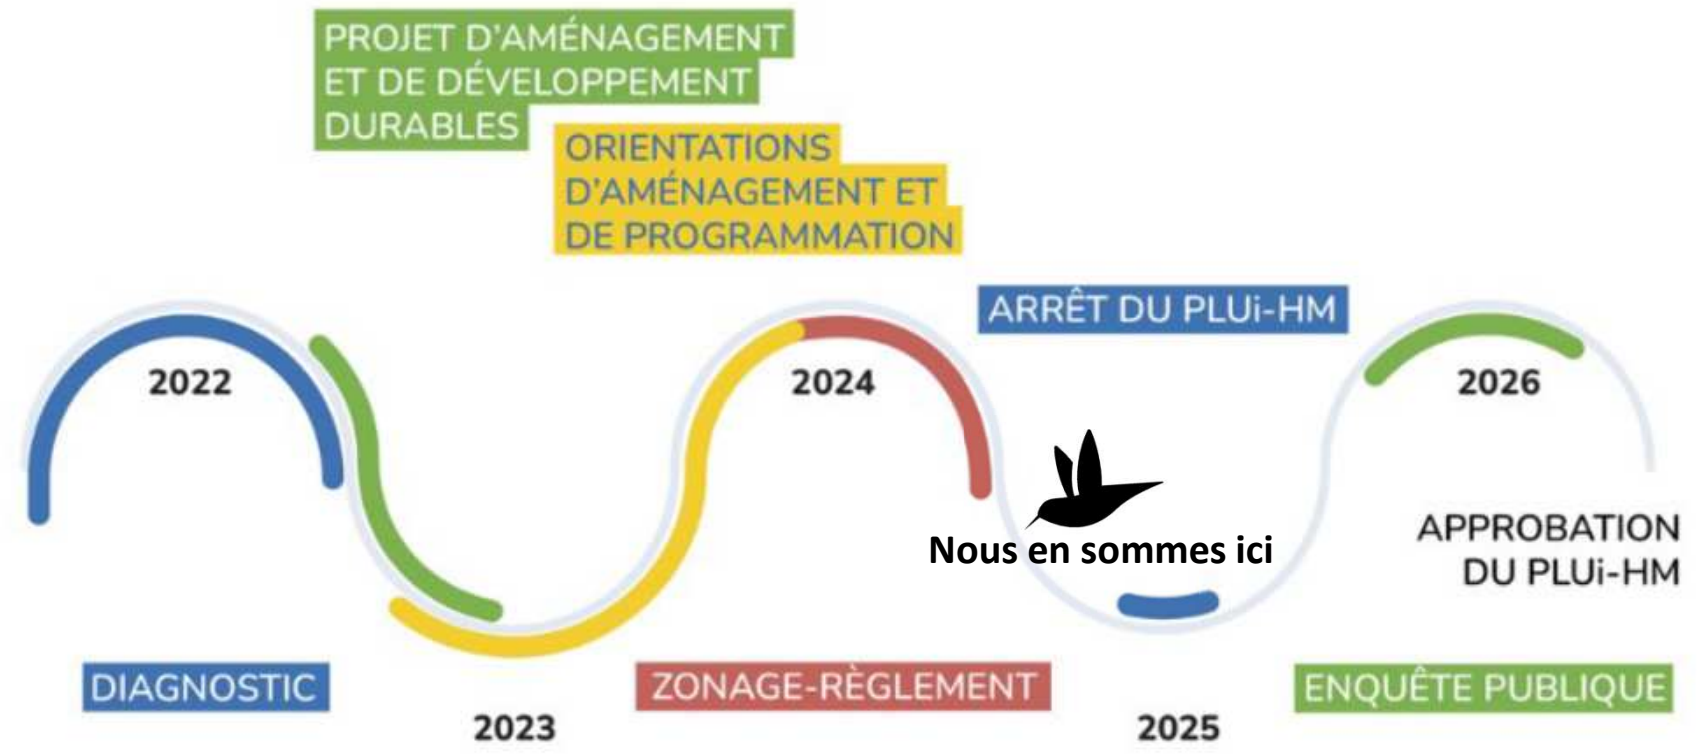 PROJET D'AMÉNAGEMENT
ET DE DÉVELOPPEMENT
DURABLES
ORIENTATIONS
D'AMÉNAGEMENT ET
DE PROGRAMMATION
ARRÊT DU PLUi-HM
2022
2024
2026
Nous en sommes ici
APPROBATION
DU PLUi-HM
DIAGNOSTIC
ZONAGE-RÈGLEMENT
ENQUÊTE PUBLIQUE
2023
2025